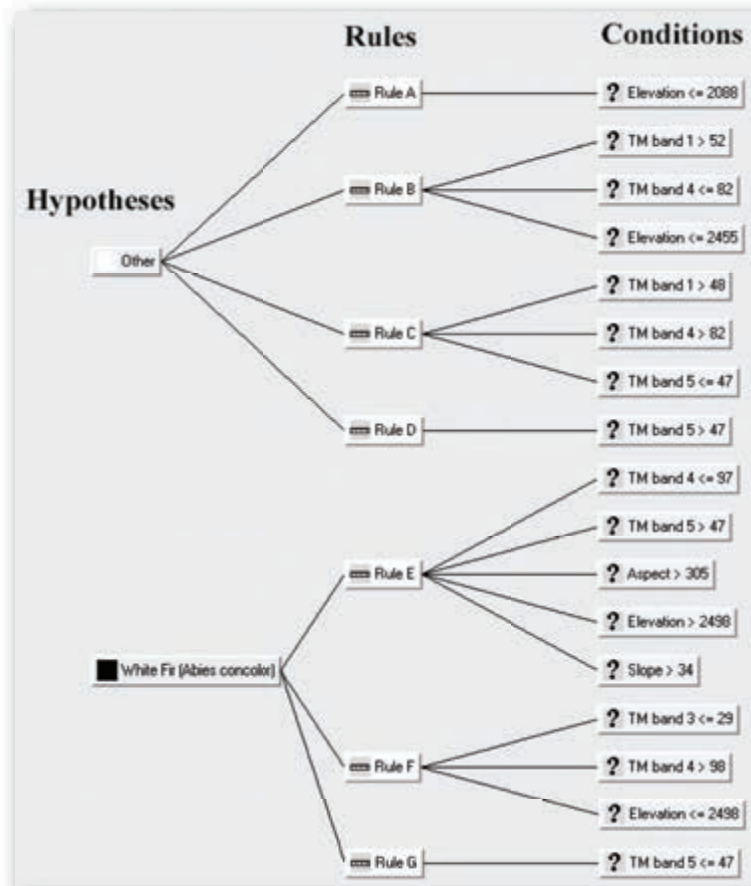 Rules
Conditions
Hypotheses
Other
Rule A
? Elevation <= 2088
Rule B
? TM band 1 > 52
? TM band 4 <= 82
? Elevation <= 2455
Rule C
? TM band 1 > 48
? TM band 4 > 82
? TM band 5 <= 47
Rule D
? TM band 5 > 47
White Fir (Abies concolor)
Rule E
? TM band 4 <= 97
? TM band 5 > 47
? Aspect > 305
? Elevation > 2498
? Slope > 34
Rule F
? TM band 3 <= 29
? TM band 4 > 98
? Elevation <= 2498
Rule G
? TM band 5 <= 47